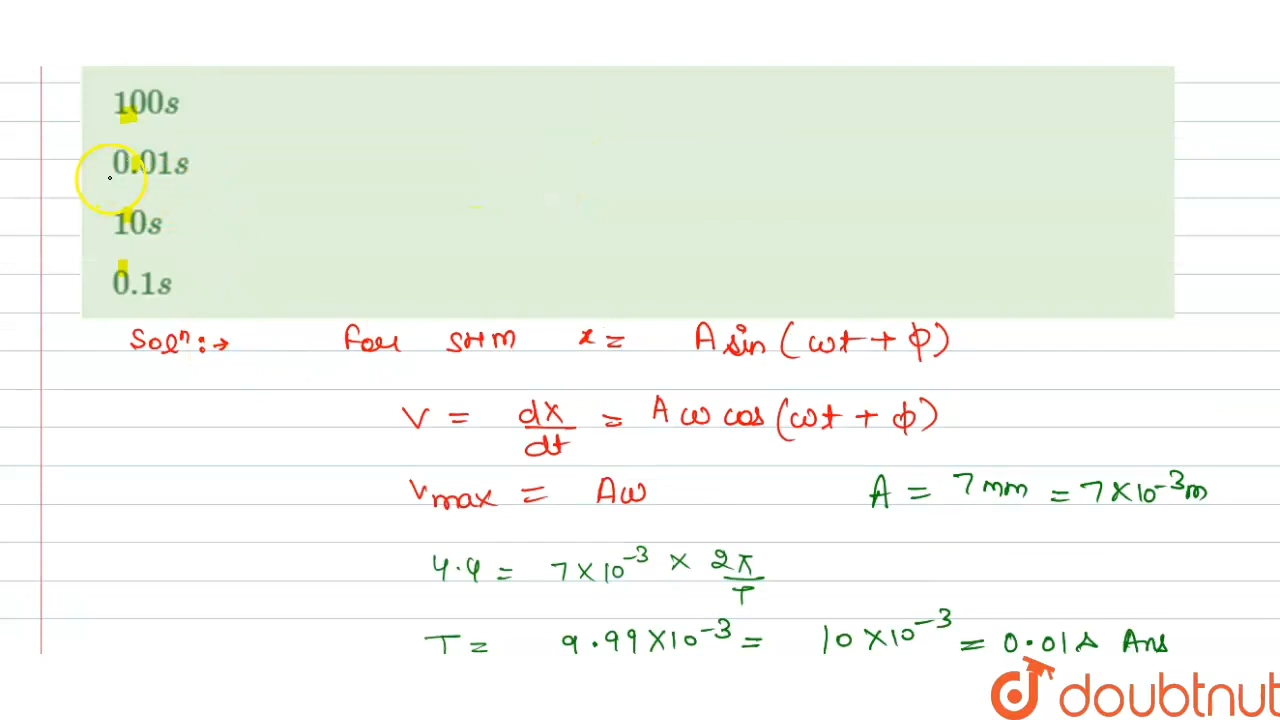 100s
0.01s
10s
0.1s
Solⁿ:→ For SHM x = A sin (ωt + φ)
V = dx/dt = A ω cos (ωt + φ)
Vmax = Aω A = 7 mm = 7 × 10⁻³ m
4.4 = 7 × 10⁻³ × 2π/T
T = 9.99 × 10⁻³ = 10 × 10⁻³ = 0.01 s Ans
doubtnut